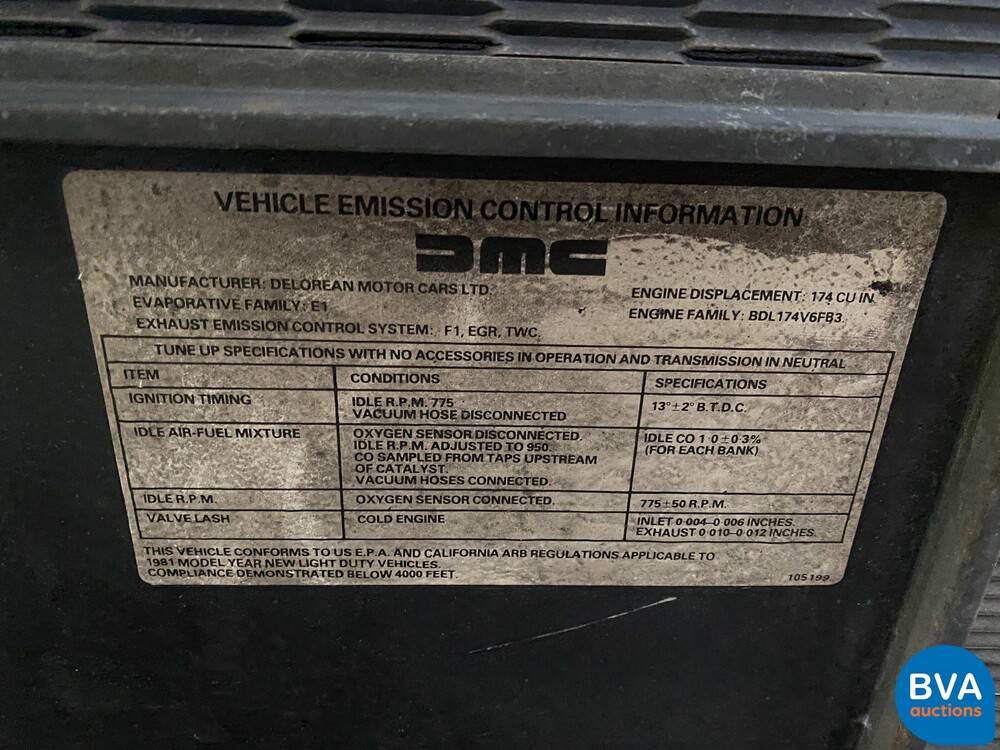 VEHICLE EMISSION CONTROL INFORMATION
DMC
MANUFACTURER: DELOREAN MOTOR CARS LTD.
ENGINE DISPLACEMENT: 174 CU IN.
EVAPORATIVE FAMILY: E1
ENGINE FAMILY: BDL174V6FB3
EXHAUST EMISSION CONTROL SYSTEM: F1, EGR, TWC,
TUNE UP SPECIFICATIONS WITH NO ACCESSORIES IN OPERATION AND TRANSMISSION IN NEUTRAL
ITEM CONDITIONS SPECIFICATIONS
IGNITION TIMING
IDLE R.P.M. 775
VACUUM HOSE DISCONNECTED
13°±2° B.T.D.C.
IDLE AIR-FUEL MIXTURE
OXYGEN SENSOR DISCONNECTED.
IDLE R.P.M. ADJUSTED TO 950.
CO SAMPLED FROM TAPS UPSTREAM
OF CATALYST.
VACUUM HOSES CONNECTED.
IDLE CO 1·0±0·3%
(FOR EACH BANK)
IDLE R.P.M. OXYGEN SENSOR CONNECTED. 775±50 R.P.M.
VALVE LASH
COLD ENGINE
INLET 0·004–0·006 INCHES.
EXHAUST 0·010–0·012 INCHES.
THIS VEHICLE CONFORMS TO US E.P.A. AND CALIFORNIA ARB REGULATIONS APPLICABLE TO
1981 MODEL YEAR NEW LIGHT DUTY VEHICLES.
COMPLIANCE DEMONSTRATED BELOW 4000 FEET
105199
BVA
auctions